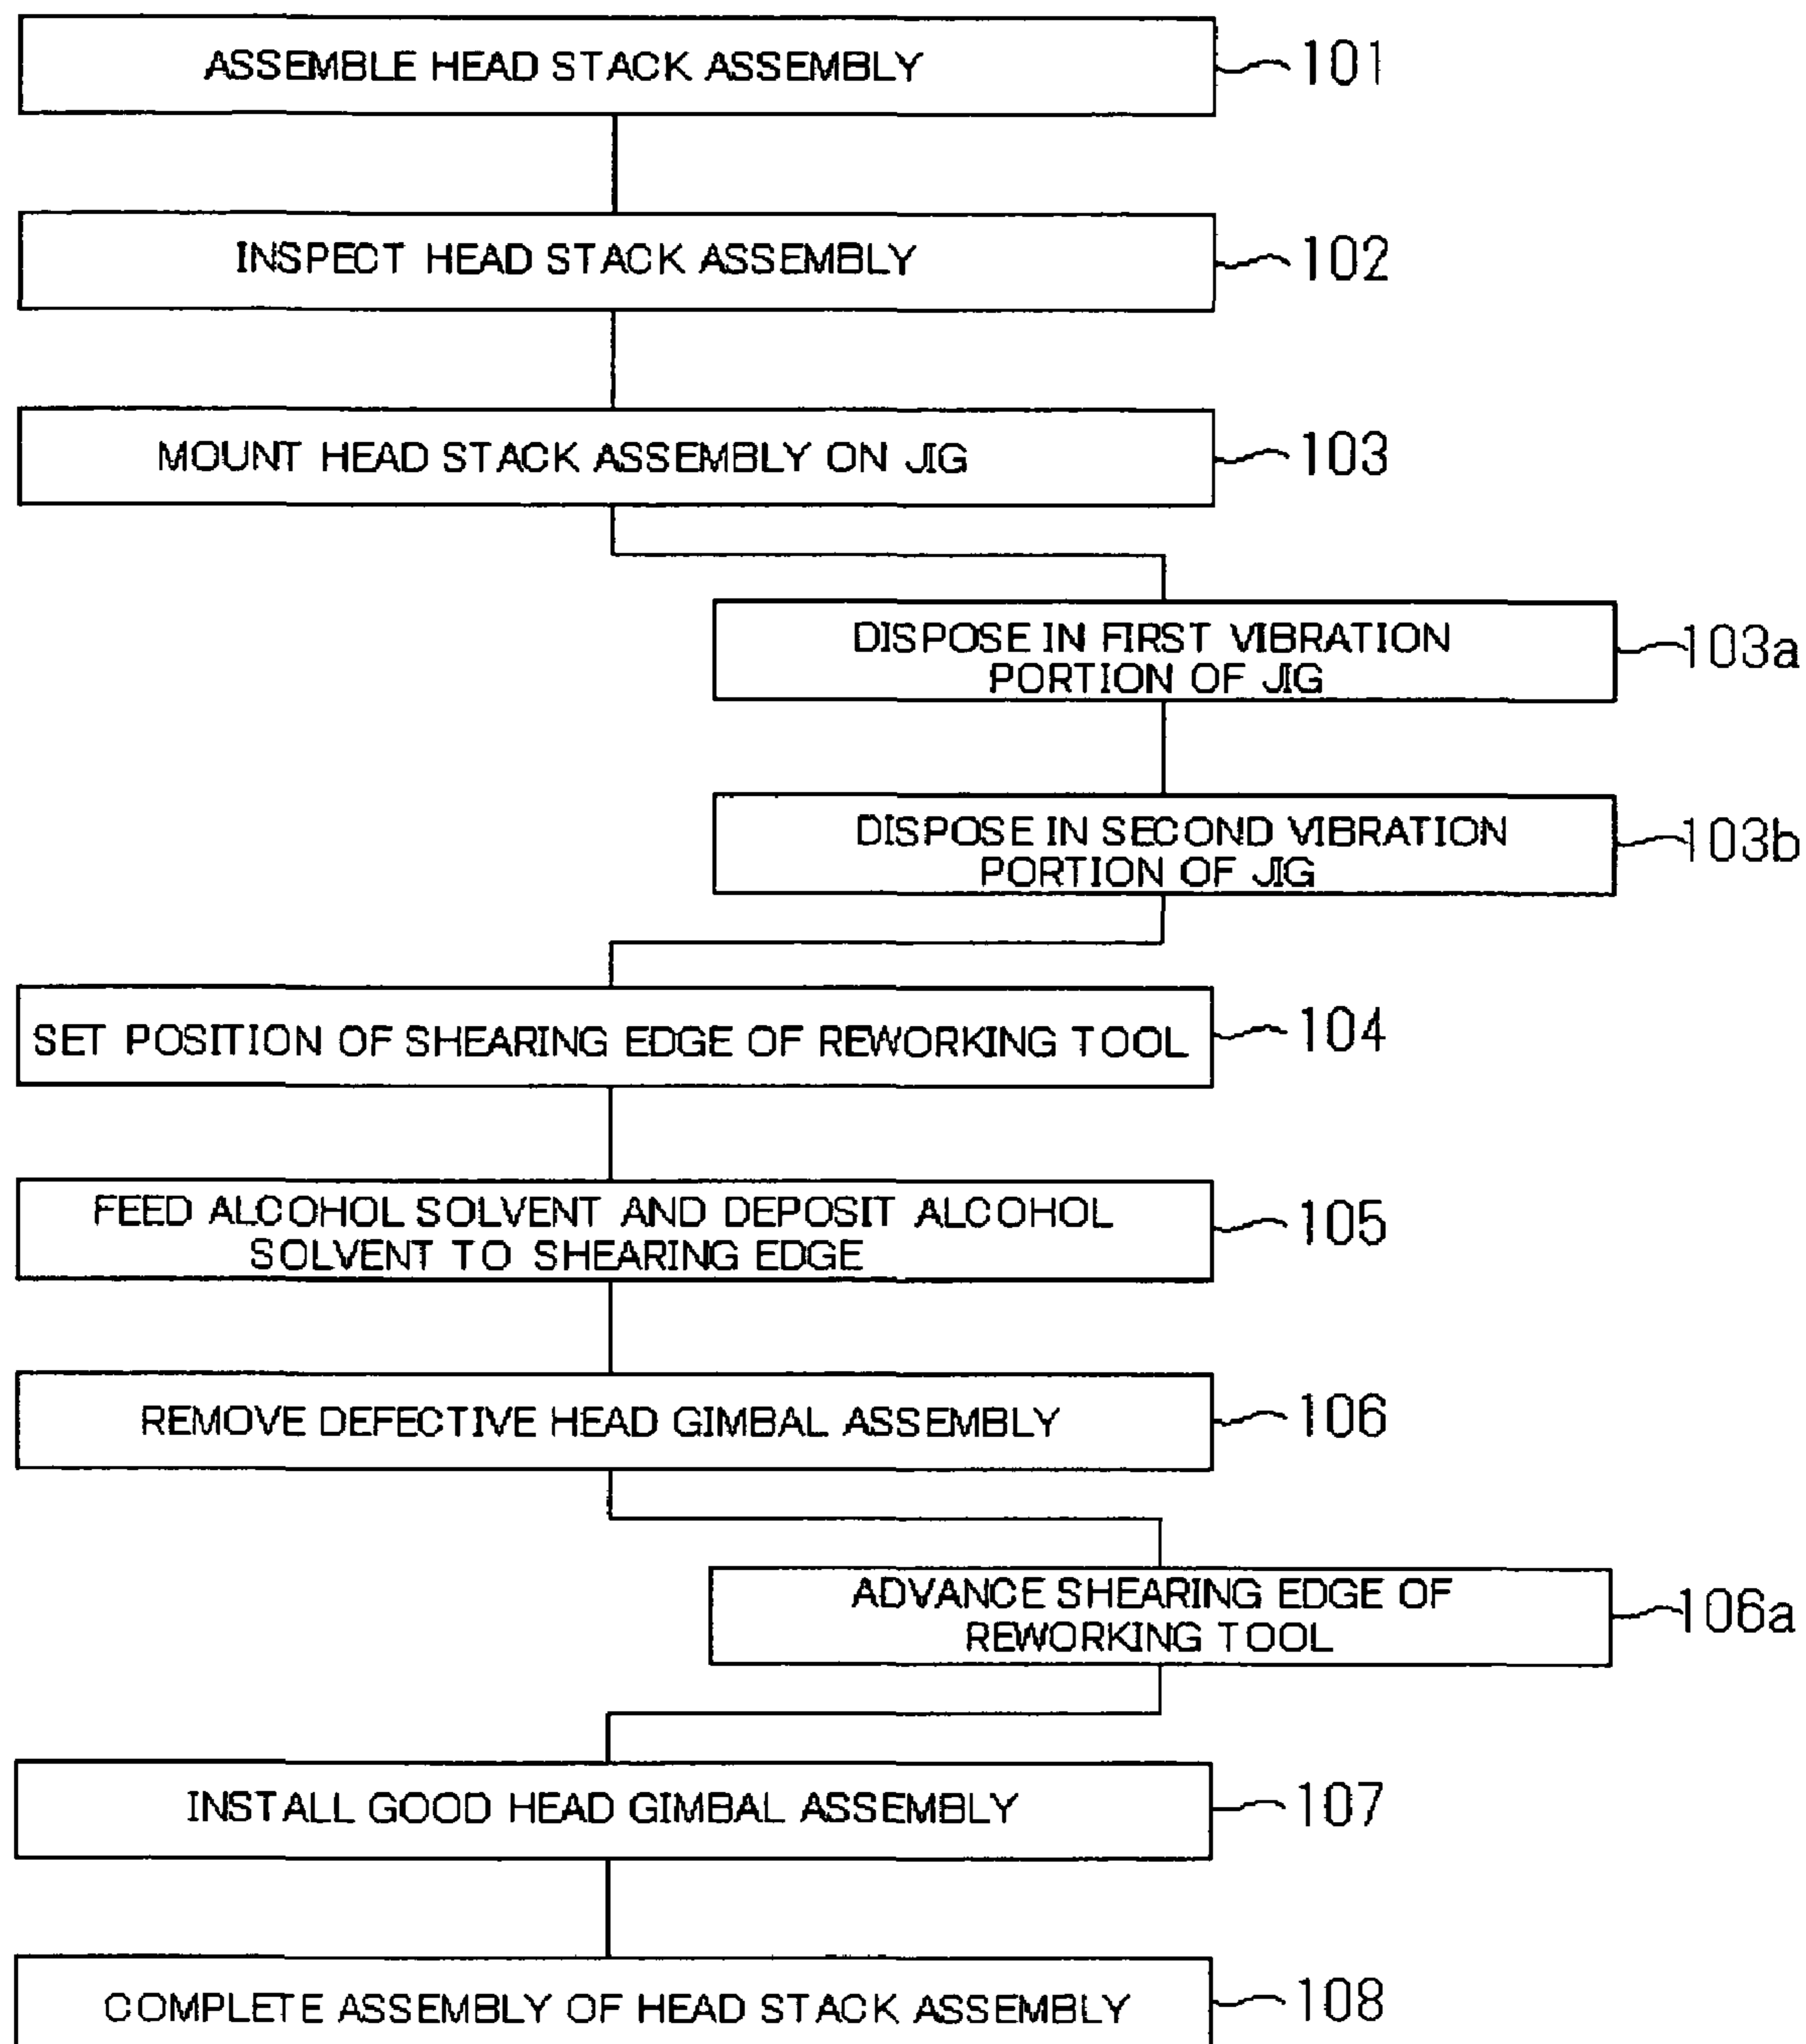 ASSEMBLE HEAD STACK ASSEMBLY
101
INSPECT HEAD STACK ASSEMBLY
102
MOUNT HEAD STACK ASSEMBLY ON JIG
103
DISPOSE IN FIRST VIBRATION
PORTION OF JIG
103a
DISPOSE IN SECOND VIBRATION
PORTION OF JIG
103b
SET POSITION OF SHEARING EDGE OF REWORKING TOOL
104
FEED ALCOHOL SOLVENT AND DEPOSIT ALCOHOL
SOLVENT TO SHEARING EDGE
105
REMOVE DEFECTIVE HEAD GIMBAL ASSEMBLY
106
ADVANCE SHEARING EDGE OF
REWORKING TOOL
106a
INSTALL GOOD HEAD GIMBAL ASSEMBLY
107
COMPLETE ASSEMBLY OF HEAD STACK ASSEMBLY
108